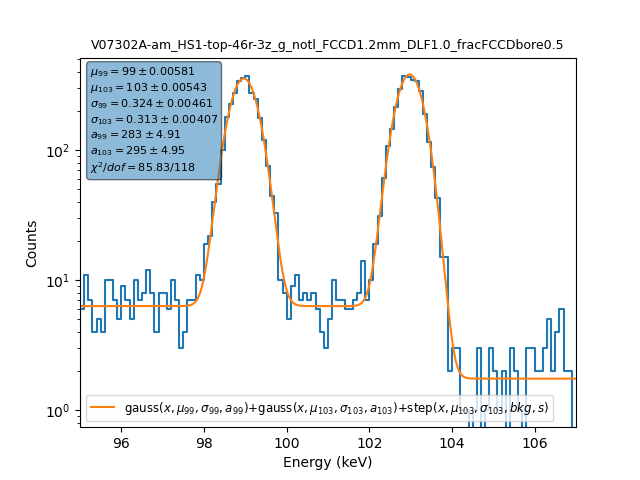 V07302A-am_HS1-top-46r-3z_g_notl_FCCD1.2mm_DLF1.0_fracFCCDbore0.5
μ₉₉ = 99 ± 0.00581
μ₁₀₃ = 103 ± 0.00543
σ₉₉ = 0.324 ± 0.00461
σ₁₀₃ = 0.313 ± 0.00407
a₉₉ = 283 ± 4.91
a₁₀₃ = 295 ± 4.95
χ²/dof = 85.83/118
10²
10¹
10⁰
Counts
gauss(x, μ₉₉, σ₉₉, a₉₉)+gauss(x, μ₁₀₃, σ₁₀₃, a₁₀₃)+step(x, μ₁₀₃, σ₁₀₃, bkg, s)
96 98 100 102 104 106
Energy (keV)